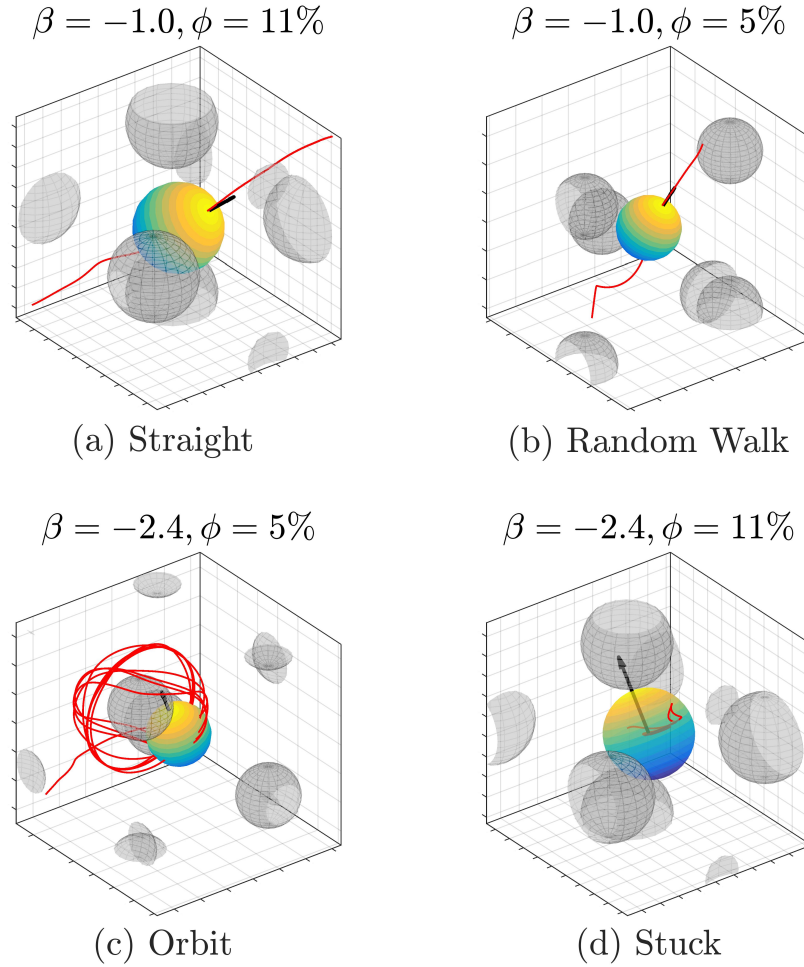 β = −1.0, ϕ = 11%
β = −1.0, ϕ = 5%
(a) Straight
(b) Random Walk
β = −2.4, ϕ = 5%
β = −2.4, ϕ = 11%
(c) Orbit
(d) Stuck